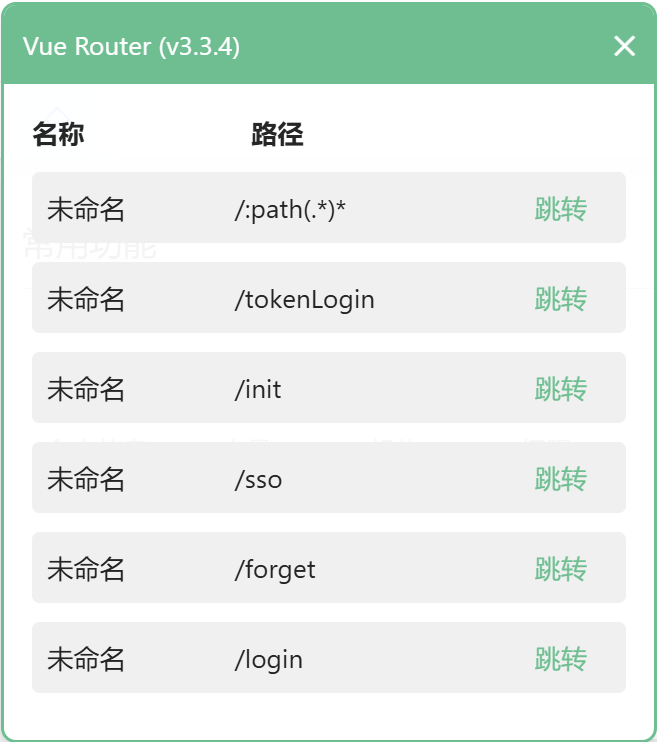 Vue Router (v3.3.4) ×
名称 路径
未命名 /:path(.*)* 跳转
常用功能
未命名 /tokenLogin 跳转
未命名 /init 跳转
未命名 /sso 跳转
未命名 /forget 跳转
未命名 /login 跳转